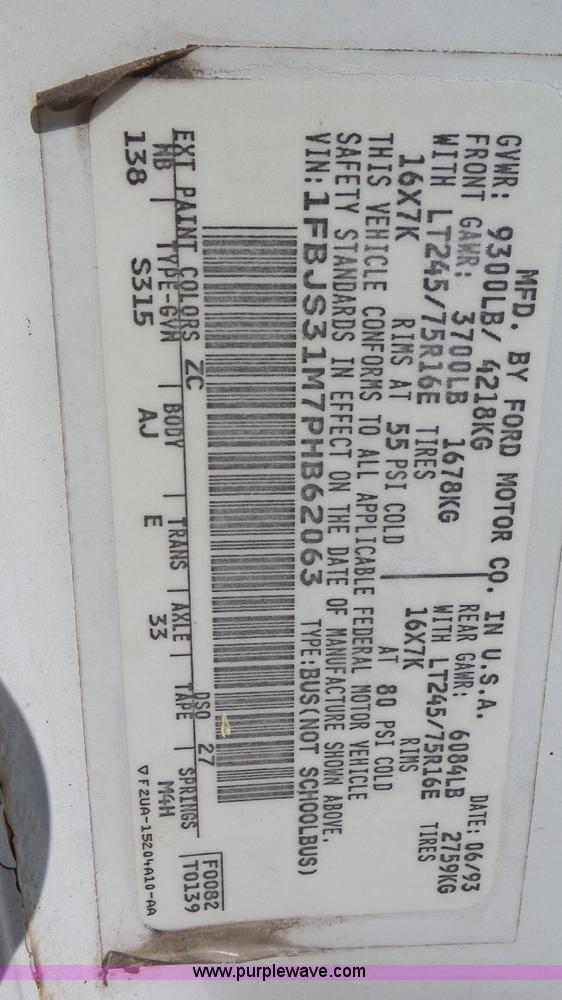 MFD. BY FORD MOTOR CO. IN U.S.A.
DATE: 06/93
GVWR: 9300LB/ 4218KG
FRONT GAWR: 3700LB 1678KG
WITH LT245/75R16E TIRES
16X7K RIMS AT 55 PSI COLD
REAR GAWR: 6084LB 2759KG
WITH LT245/75R16E TIRES
16X7K RIMS
AT 80 PSI COLD
THIS VEHICLE CONFORMS TO ALL APPLICABLE FEDERAL MOTOR VEHICLE
SAFETY STANDARDS IN EFFECT ON THE DATE OF MANUFACTURE SHOWN ABOVE.
VIN: 1FBJS31M7PHB62063 TYPE:BUS(NOT SCHOOLBUS)
F0082
T0139
EXT PAINT COLORS ZC DSO 27
WB | TYPE-GVM | BODY | TRANS | AXLE | TAPE | SPRINGS
138 S315 AJ E 33 M4H
▽ F2UA-15204A10-AA
www.purplewave.com